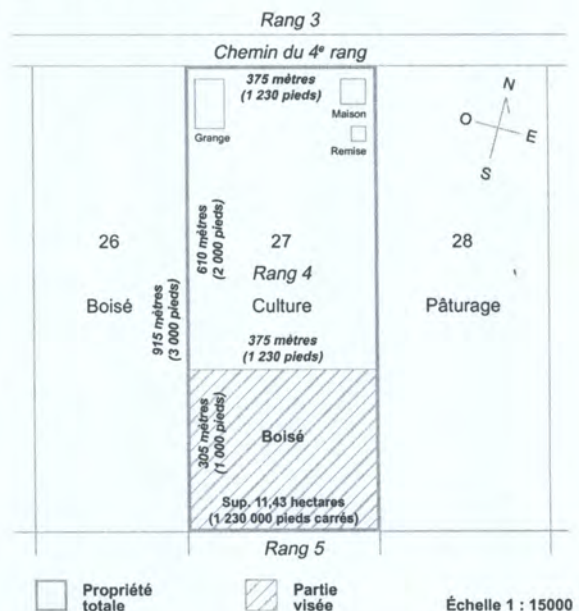 Rang 3
Chemin du 4e rang
375 mètres
(1 230 pieds)
Grange
Maison
Remise
N
O
E
S
610 mètres
(2 000 pieds)
26
27
28
Rang 4
Boisé
Culture
Pâturage
915 mètres
(3 000 pieds)
375 mètres
(1 230 pieds)
305 mètres
(1 000 pieds)
Boisé
Sup. 11,43 hectares
(1 230 000 pieds carrés)
Rang 5
Propriété
totale
Partie
visée
Échelle 1 : 15000